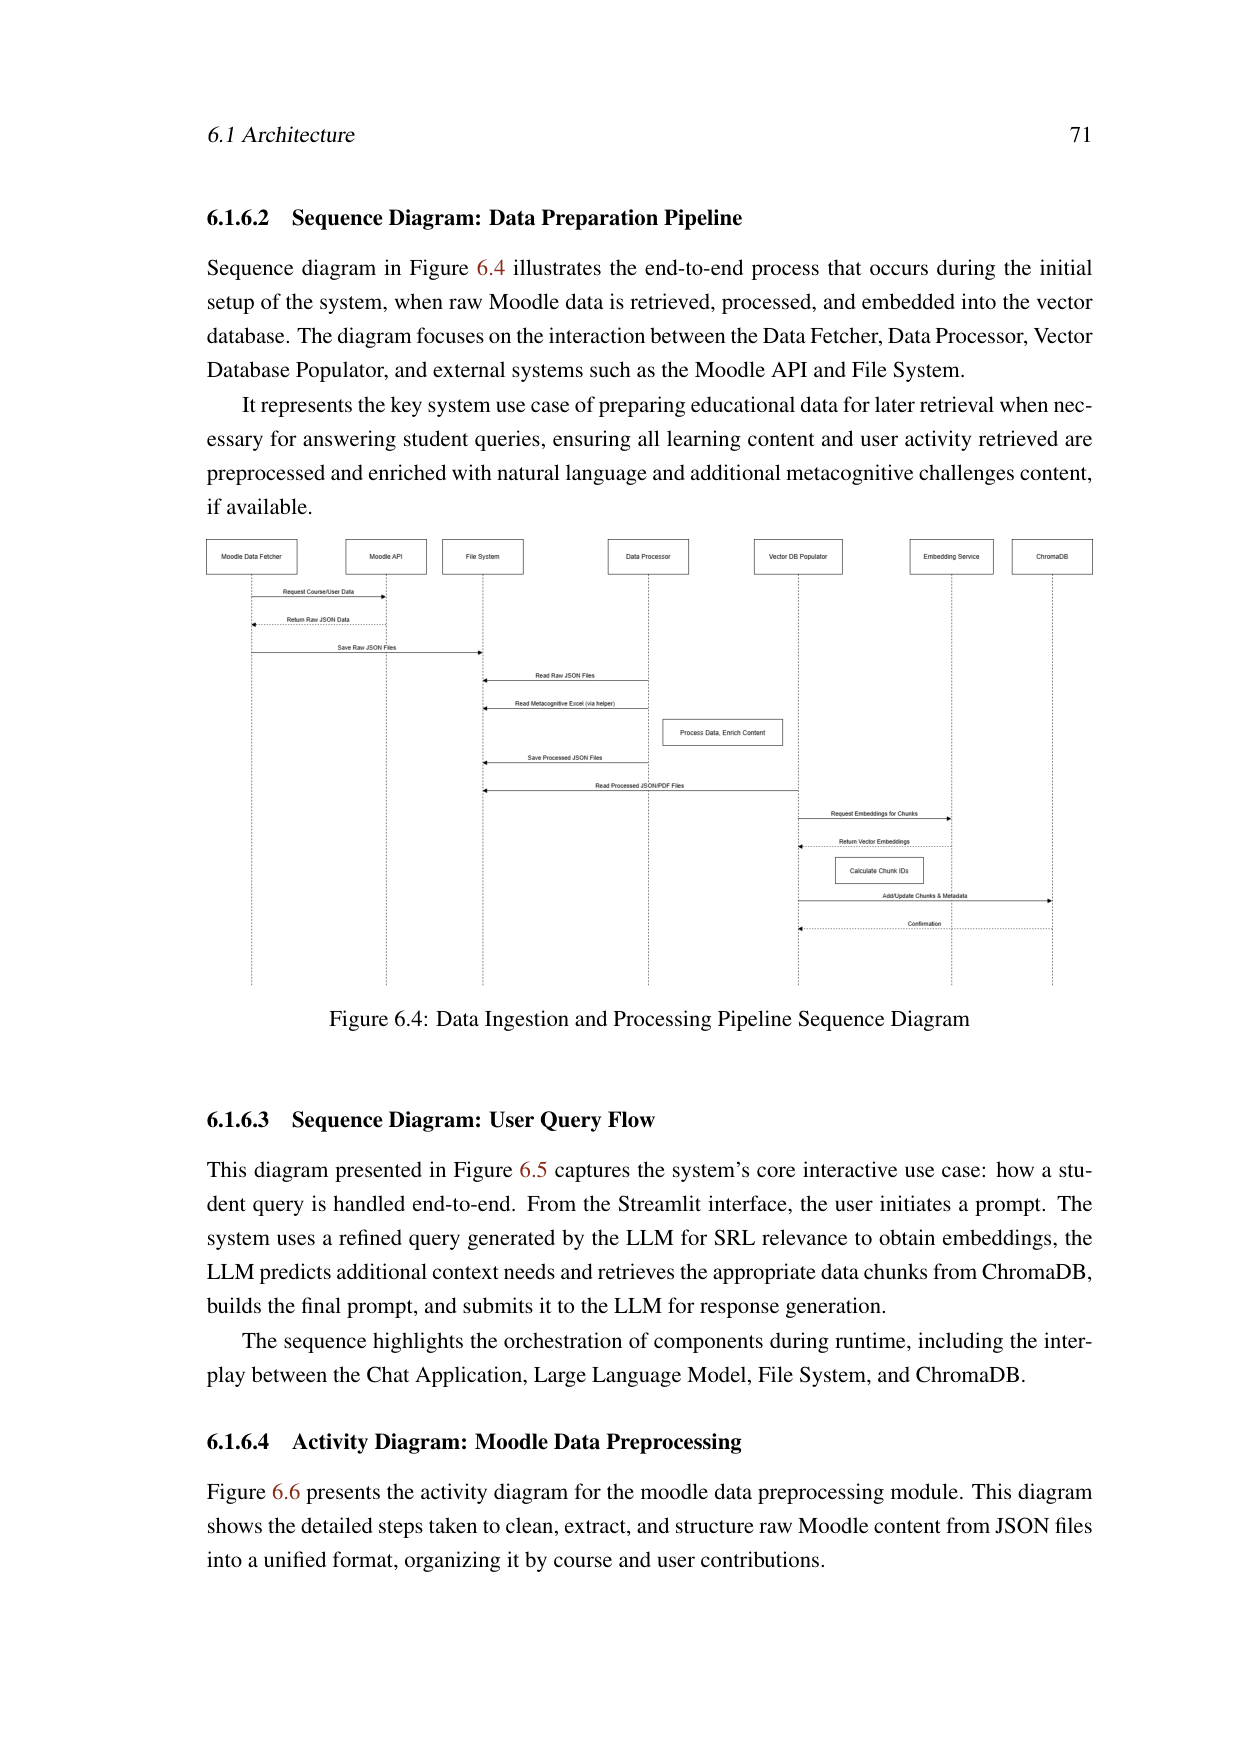 6.1 Architecture 71
6.1.6.2 Sequence Diagram: Data Preparation Pipeline
Sequence diagram in Figure 6.4 illustrates the end-to-end process that occurs during the initial
setup of the system, when raw Moodle data is retrieved, processed, and embedded into the vector
database. The diagram focuses on the interaction between the Data Fetcher, Data Processor, Vector
Database Populator, and external systems such as the Moodle API and File System.
It represents the key system use case of preparing educational data for later retrieval when nec-
essary for answering student queries, ensuring all learning content and user activity retrieved are
preprocessed and enriched with natural language and additional metacognitive challenges content,
if available.
Moodle Data Fetcher Moodle API File System Data Processor Vector DB Populator Embedding Service ChromaDB
Request Course/User Data
Return Raw JSON Data
Save Raw JSON Files
Read Raw JSON Files
Read Metacognitive Excel (via helper)
Process Data, Enrich Content
Save Processed JSON Files
Read Processed JSON/PDF Files
Request Embeddings for Chunks
Return Vector Embeddings
Calculate Chunk IDs
Add/Update Chunks & Metadata
Confirmation
Figure 6.4: Data Ingestion and Processing Pipeline Sequence Diagram
6.1.6.3 Sequence Diagram: User Query Flow
This diagram presented in Figure 6.5 captures the system's core interactive use case: how a stu-
dent query is handled end-to-end. From the Streamlit interface, the user initiates a prompt. The
system uses a refined query generated by the LLM for SRL relevance to obtain embeddings, the
LLM predicts additional context needs and retrieves the appropriate data chunks from ChromaDB,
builds the final prompt, and submits it to the LLM for response generation.
The sequence highlights the orchestration of components during runtime, including the inter-
play between the Chat Application, Large Language Model, File System, and ChromaDB.
6.1.6.4 Activity Diagram: Moodle Data Preprocessing
Figure 6.6 presents the activity diagram for the moodle data preprocessing module. This diagram
shows the detailed steps taken to clean, extract, and structure raw Moodle content from JSON files
into a unified format, organizing it by course and user contributions.